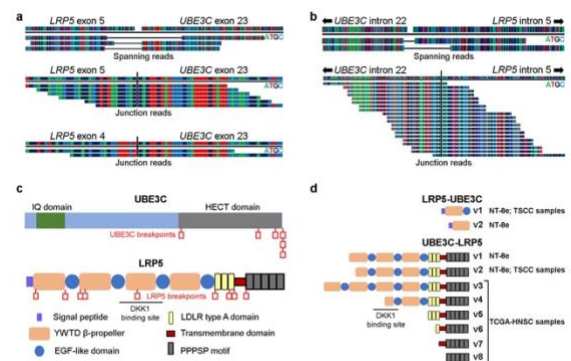 a
LRP5 exon 5 UBE3C exon 23
ATGC
Spanning reads
LRP5 exon 5 UBE3C exon 23
ATGC
Junction reads
LRP5 exon 4 UBE3C exon 23
ATGC
Junction reads
b
UBE3C intron 22 LRP5 intron 5
ATGC
Spanning reads
UBE3C intron 22 LRP5 intron 5
ATGC
Junction reads
c
UBE3C
IQ domain HECT domain
UBE3C breakpoints
LRP5
LRP5 breakpoints
DKK1
binding site
Signal peptide LDLR type A domain
YWTD β-propeller Transmembrane domain
EGF-like domain PPPSP motif
d
LRP5-UBE3C
v1 NT-8e; TSCC samples
v2 NT-8e
UBE3C-LRP5
v1 NT-8e
v2 NT-8e; TSCC samples
v3
v4
DKK1
binding site
v5
v6
v7
v8
TCGA-HNSC samples